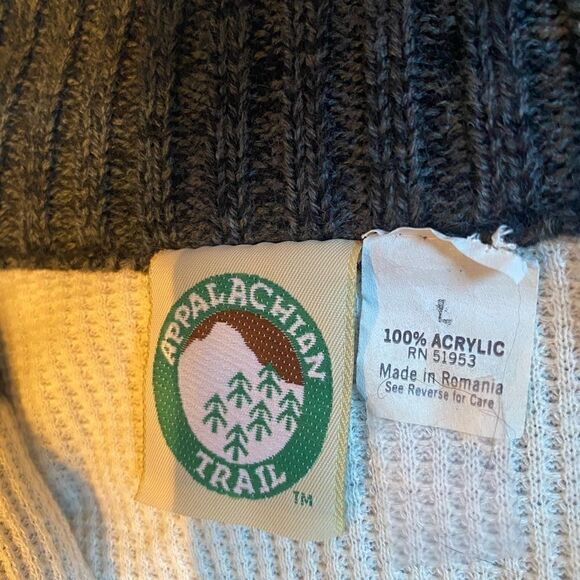 APPALACHIAN
TRAIL
TM
L
100% ACRYLIC
RN 51953
Made in Romania
See Reverse for Care